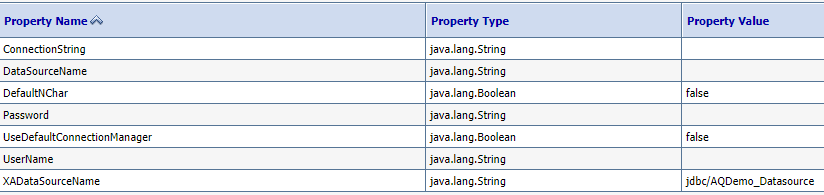 Property Name Property Type Property Value
ConnectionString java.lang.String
DataSourceName java.lang.String
DefaultNChar java.lang.Boolean false
Password java.lang.String
UseDefaultConnectionManager java.lang.Boolean false
UserName java.lang.String
XADataSourceName java.lang.String jdbc/AQDemo_Datasource